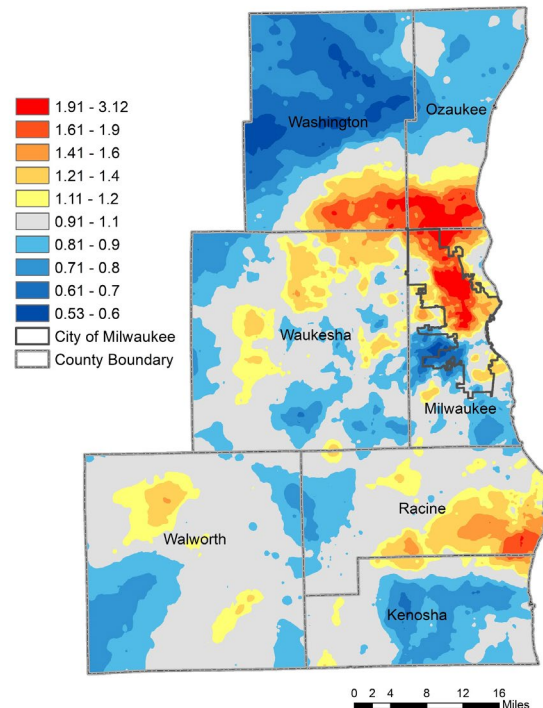 1.91 - 3.12
1.61 - 1.9
1.41 - 1.6
1.21 - 1.4
1.11 - 1.2
0.91 - 1.1
0.81 - 0.9
0.71 - 0.8
0.61 - 0.7
0.53 - 0.6
City of Milwaukee
County Boundary
Washington
Ozaukee
Waukesha
Milwaukee
Racine
Walworth
Kenosha
0 2 4 8 12 16
Miles